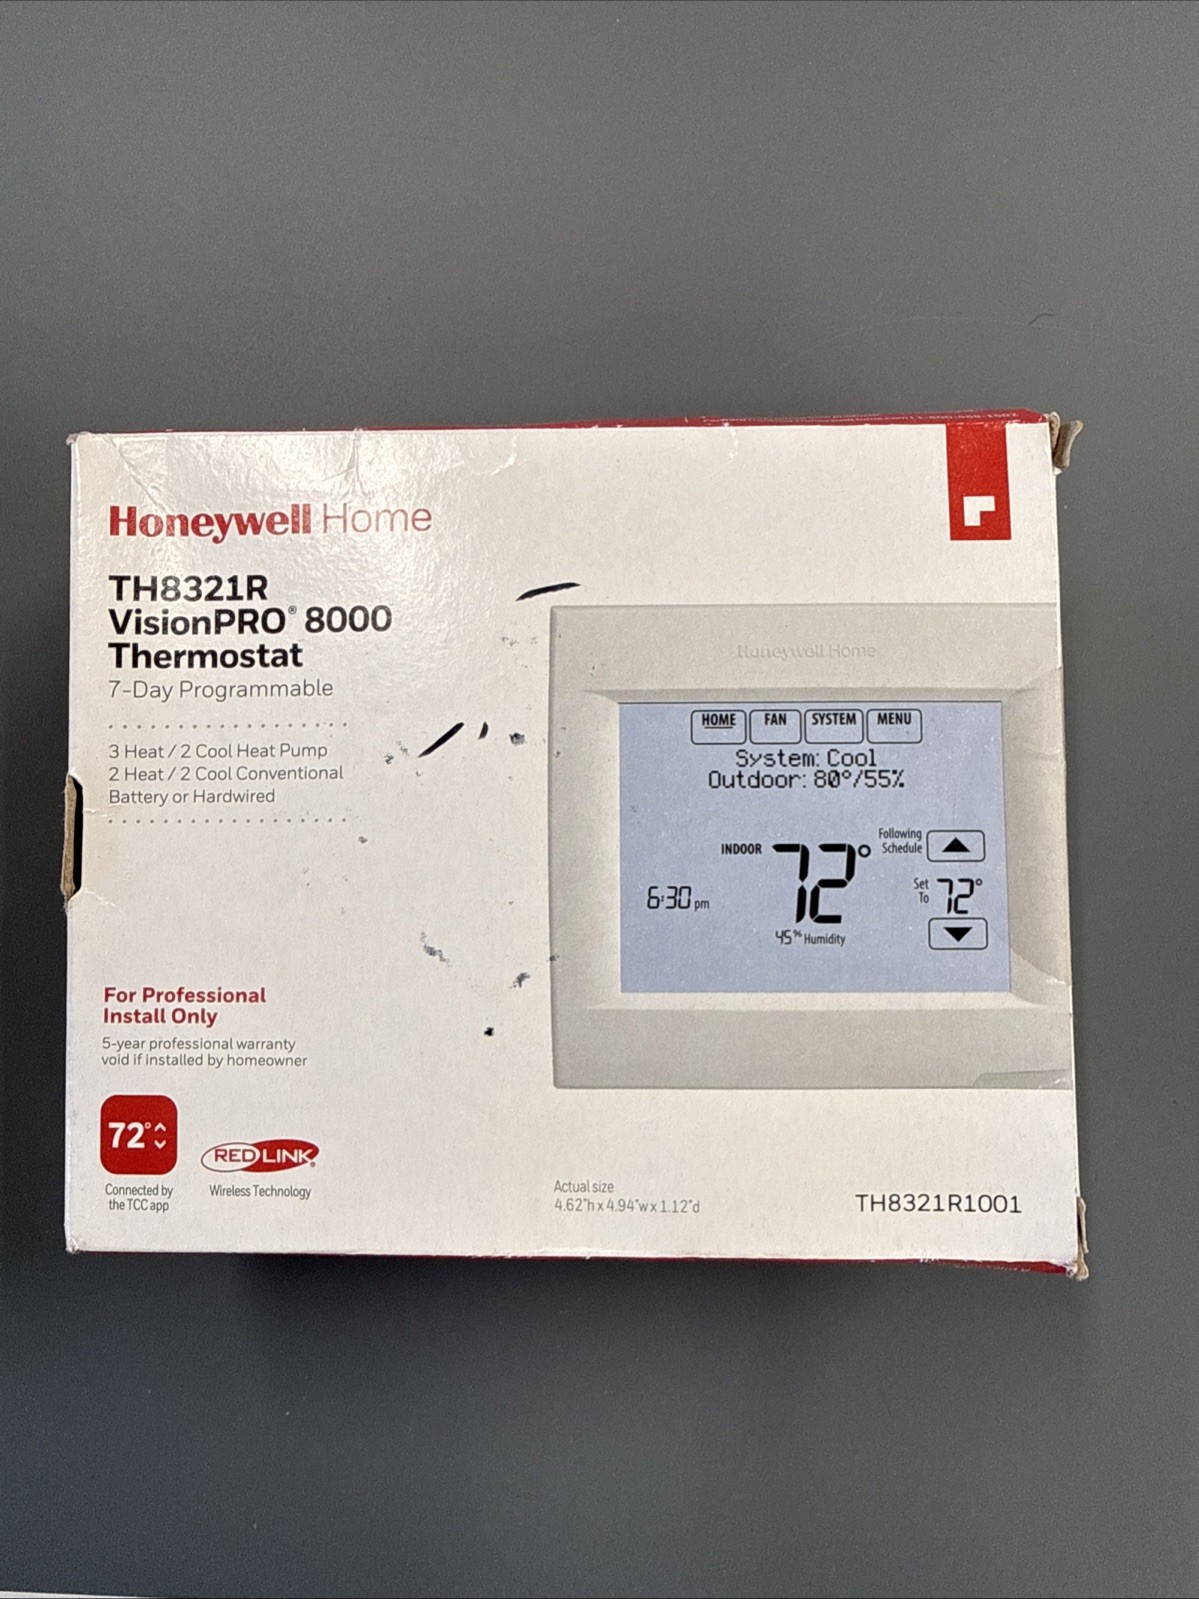 Honeywell Home
TH8321R
VisionPRO® 8000
Thermostat
7-Day Programmable
3 Heat / 2 Cool Heat Pump
2 Heat / 2 Cool Conventional
Battery or Hardwired
For Professional
Install Only
5-year professional warranty
void if installed by homeowner
72°
Connected by
the TCC app
REDLINK®
Wireless Technology
Honeywell Home
HOME FAN SYSTEM MENU
System: Cool
Outdoor: 80°/55%
INDOOR 72°
Following
Schedule
6:30 pm
Set
To 72°
45% Humidity
Actual size
4.62"h x 4.94"w x 1.12"d
TH8321R1001